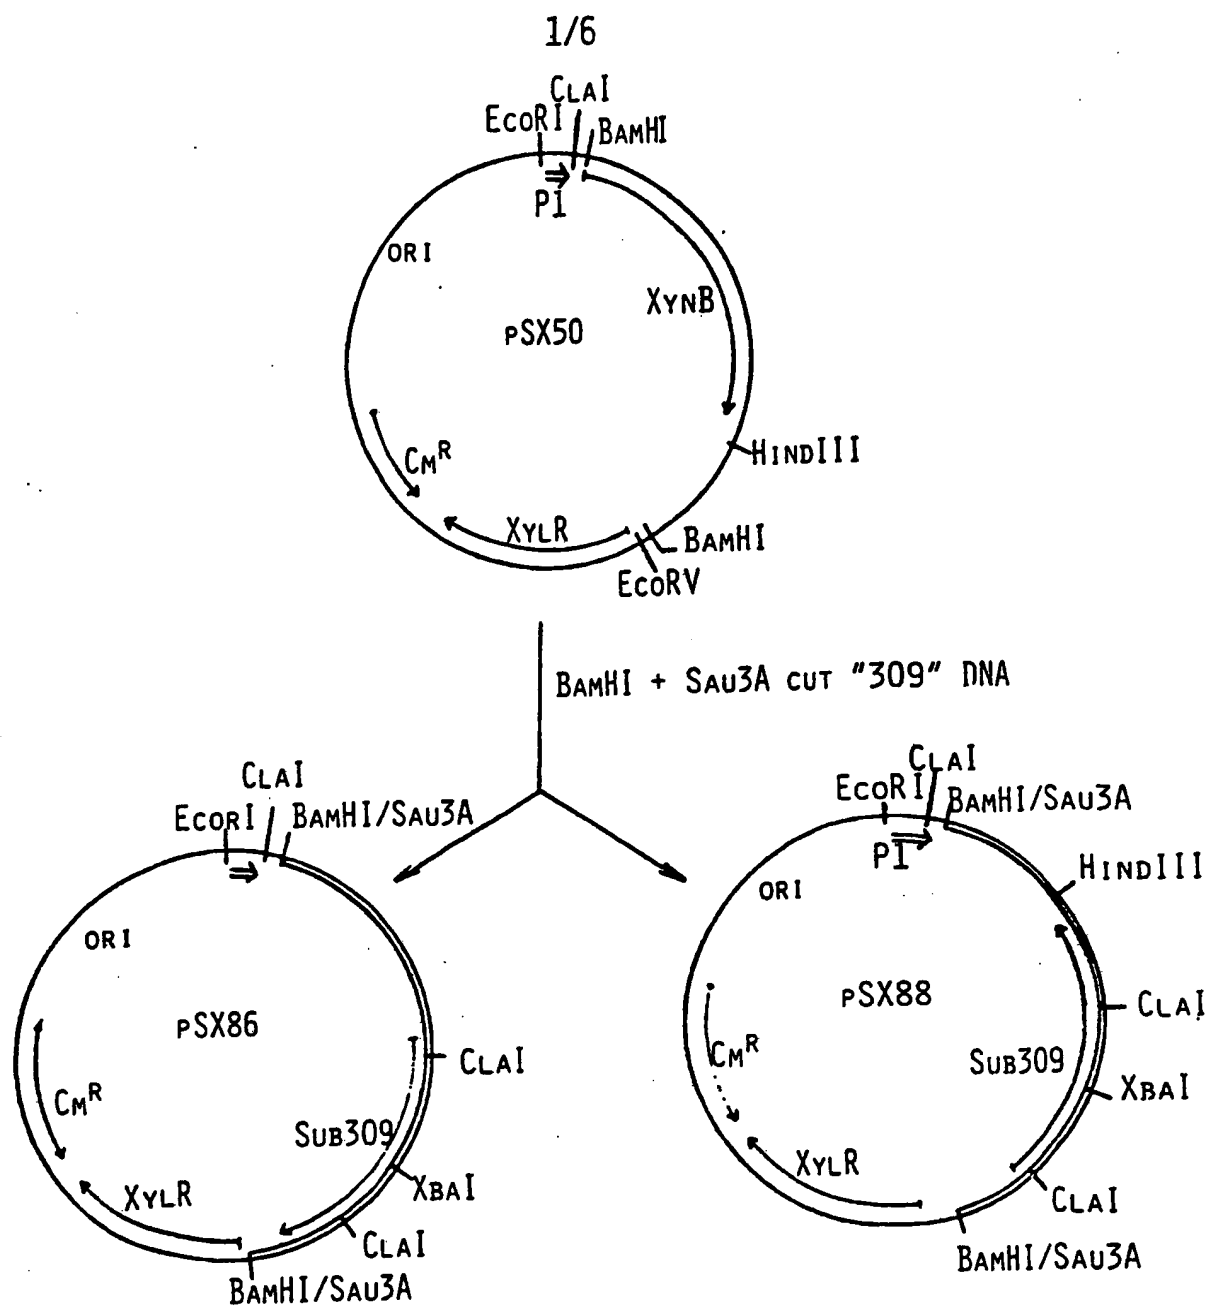 1/6
ClaI
EcoRI
BamHI
P1
ORI
XynB
pSX50
CmR
HindIII
XylR
BamHI
EcoRV
BamHI + Sau3A cut "309" DNA
ClaI
EcorI
BamHI/Sau3A
ORI
pSX86
ClaI
CmR
Sub309
XbaI
XylR
ClaI
BamHI/Sau3A
ClaI
EcoRI
BamHI/Sau3A
P1
HindIII
ORI
pSX88
ClaI
CmR
Sub309
XbaI
XylR
ClaI
BamHI/Sau3A